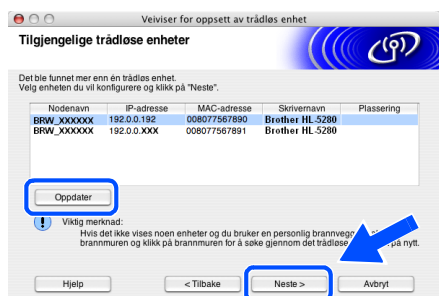 Veiviser for oppsett av trådløs enhet
Tilgjengelige trådløse enheter
Det ble funnet mer enn én trådløs enhet.
Velg enheten du vil konfigurere og klikk på "Neste".
Nodenavn IP-adresse MAC-adresse Skrivernavn Plassering
BRW_XXXXXX 192.0.0.192 008077567890 Brother HL-5280
BRW_XXXXXX 192.0.0.XXX 008077567891 Brother HL-5280
Oppdater
Viktig merknad:
Hvis det ikke vises noen enheter og du bruker en personlig
brannmuren og klikk på brannmuren for å søke gjennom det trådløse på nytt.
Hjelp < Tilbake Neste > Avbryt